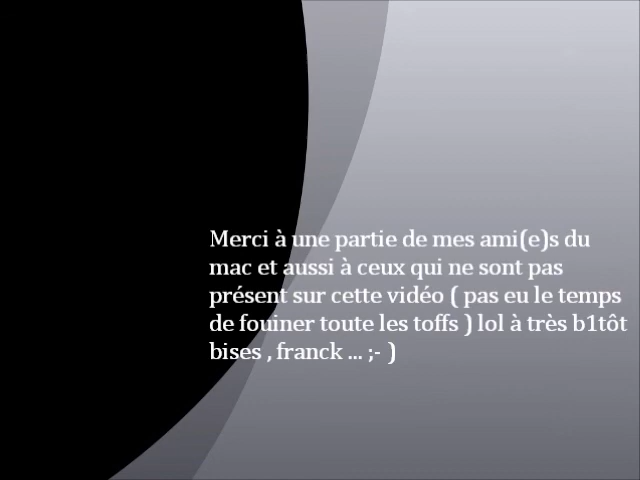 Merci à une partie de mes ami(e)s du
mac et aussi à ceux qui ne sont pas
présent sur cette vidéo ( pas eu le temps
de fouiner toute les toffs ) lol à très b1tôt
bises , franck ... ;- )